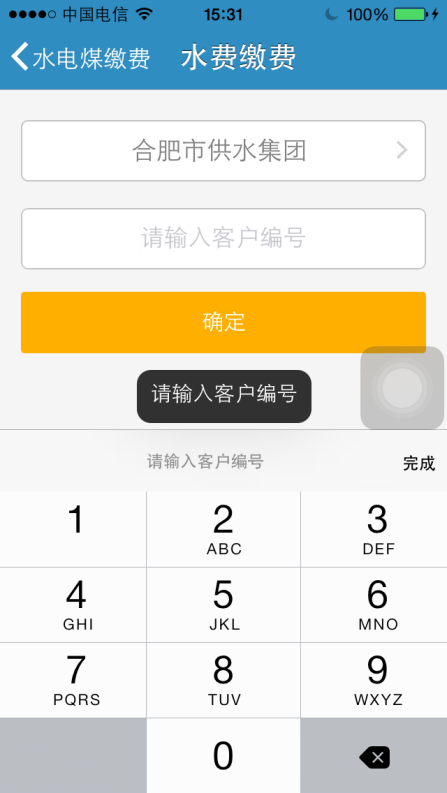 中国电信 15:31 100%
水电煤缴费 水费缴费
合肥市供水集团
请输入客户编号
确定
请输入客户编号
请输入客户编号 完成
1 2 3
ABC DEF
4 5 6
GHI JKL MNO
7 8 9
PQRS TUV WXYZ
0